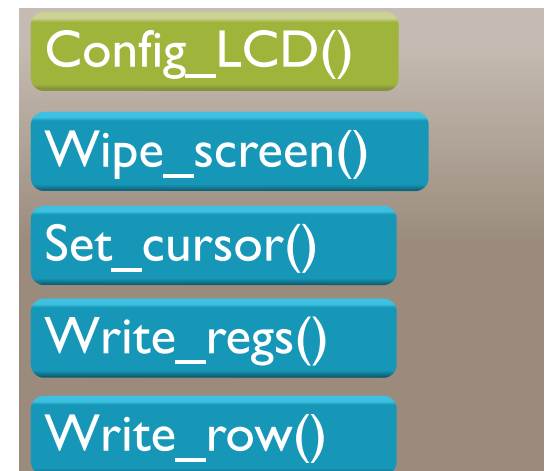 Config_LCD()
Wipe_screen()
Set_cursor()
Write_regs()
Write_row()